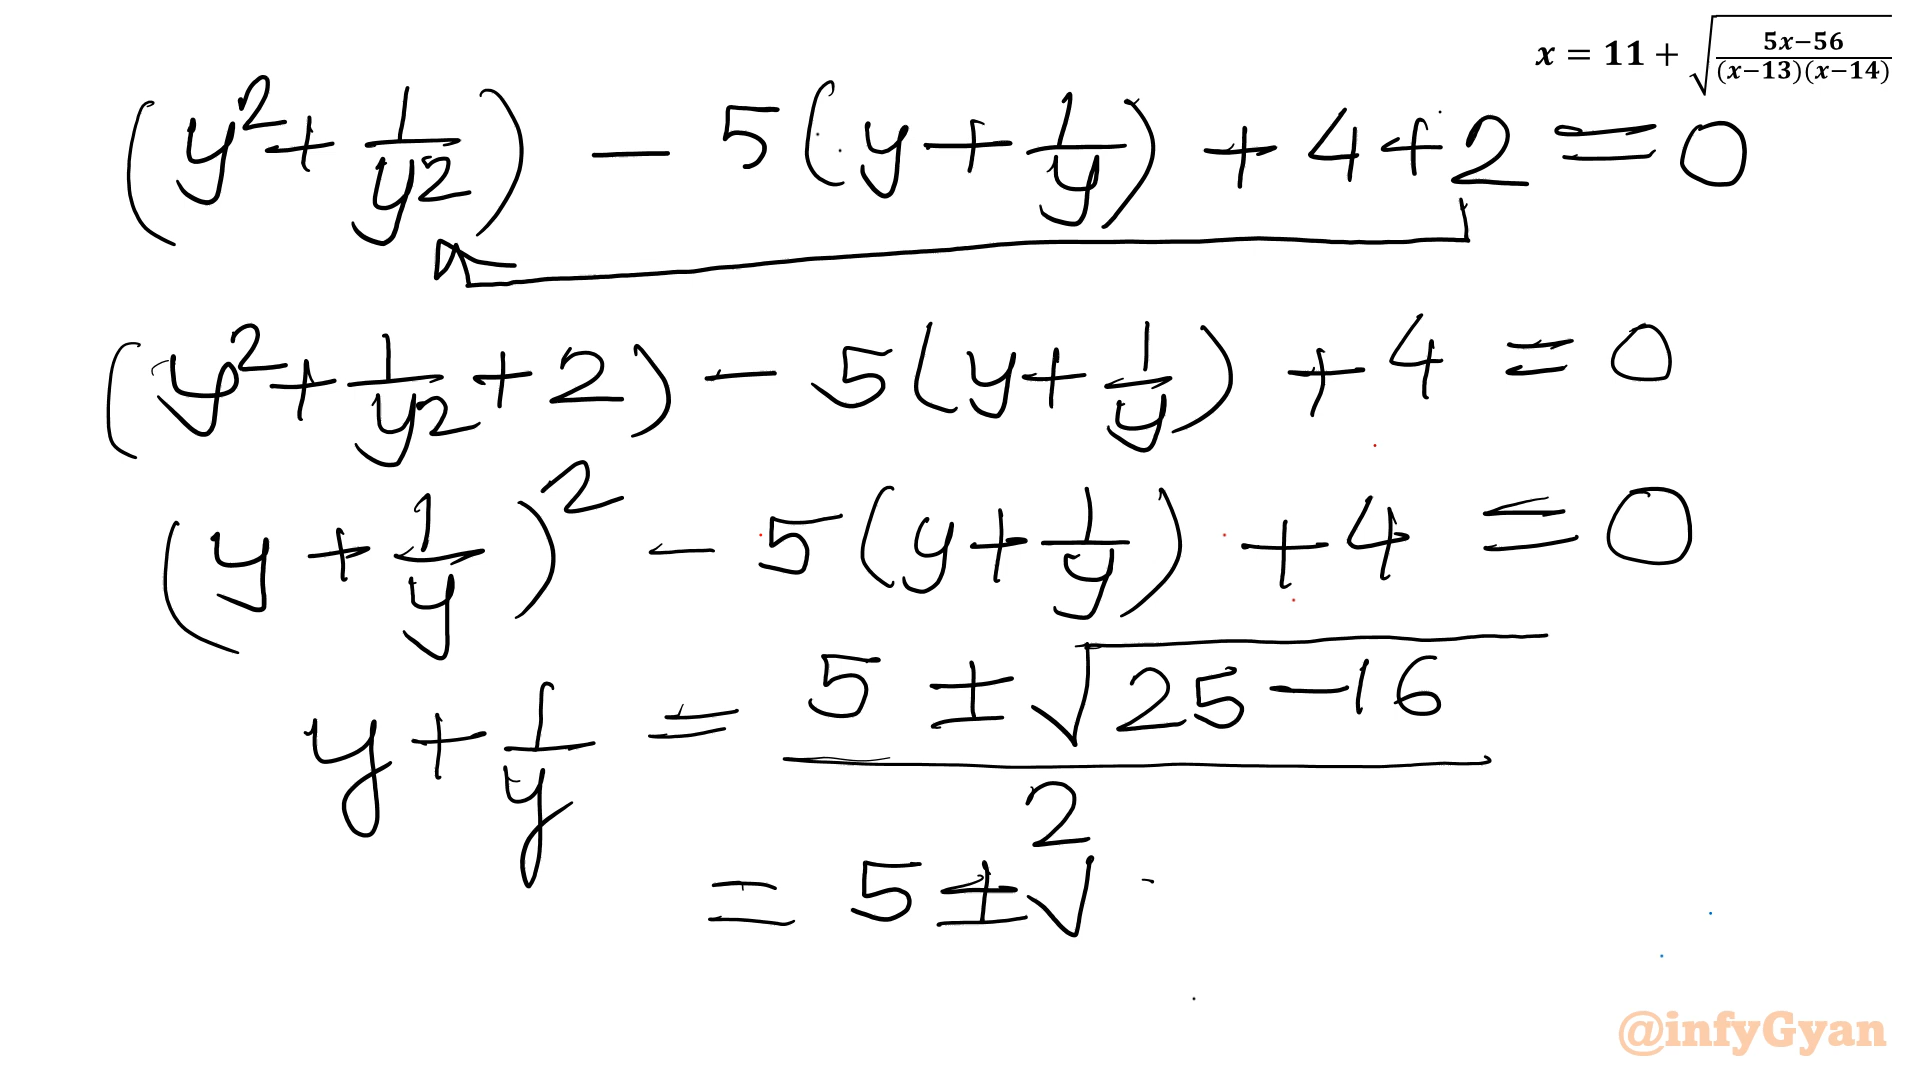 x = 11 + √((5x−56)/((x−13)(x−14)))
(y² + 1/y²) − 5(y + 1/y) + 4 + 2 = 0
(y² + 1/y² + 2) − 5(y + 1/y) + 4 = 0
(y + 1/y)² − 5(y + 1/y) + 4 = 0
y + 1/y = (5 ± √(25 − 16))/2
= 5 ± √
@infyGyan